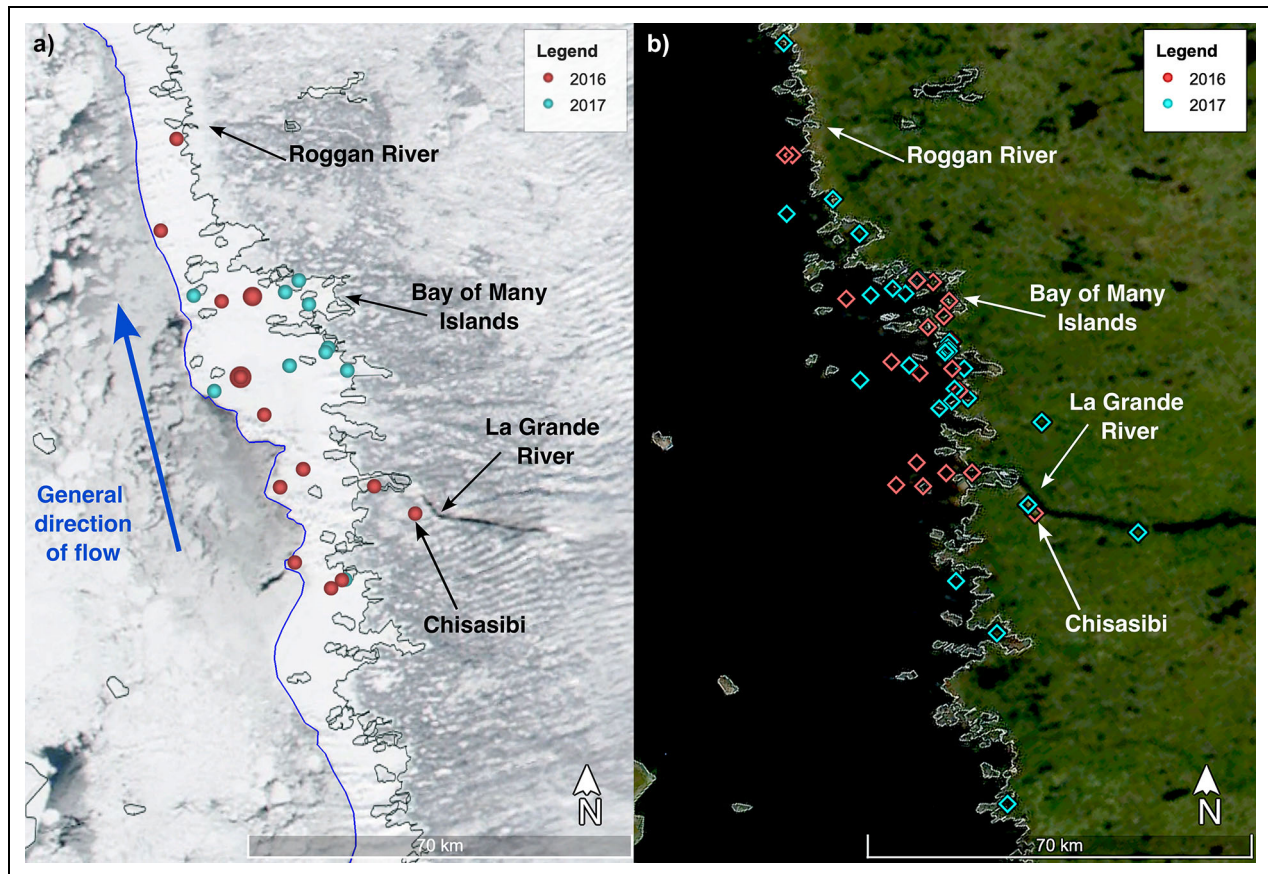 a)
Legend
2016
2017
Roggan River
Bay of Many
Islands
La Grande
River
General
direction
of flow
Chisasibi
N
70 km
b)
Legend
2016
2017
Roggan River
Bay of Many
Islands
La Grande
River
Chisasibi
N
70 km